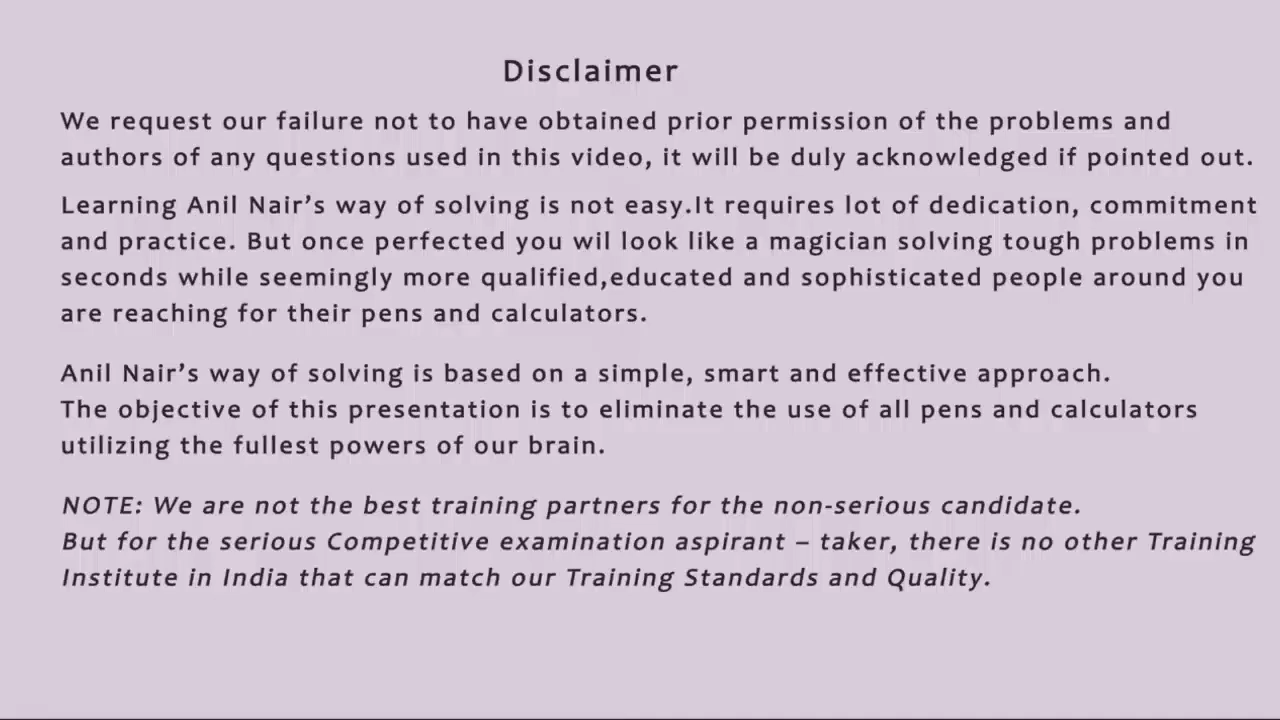 Disclaimer
We request our failure not to have obtained prior permission of the problems and
authors of any questions used in this video, it will be duly acknowledged if pointed out.
Learning Anil Nair’s way of solving is not easy.It requires lot of dedication, commitment
and practice. But once perfected you wil look like a magician solving tough problems in
seconds while seemingly more qualified,educated and sophisticated people around you
are reaching for their pens and calculators.
Anil Nair’s way of solving is based on a simple, smart and effective approach.
The objective of this presentation is to eliminate the use of all pens and calculators
utilizing the fullest powers of our brain.
NOTE: We are not the best training partners for the non-serious candidate.
But for the serious Competitive examination aspirant – taker, there is no other Training
Institute in India that can match our Training Standards and Quality.